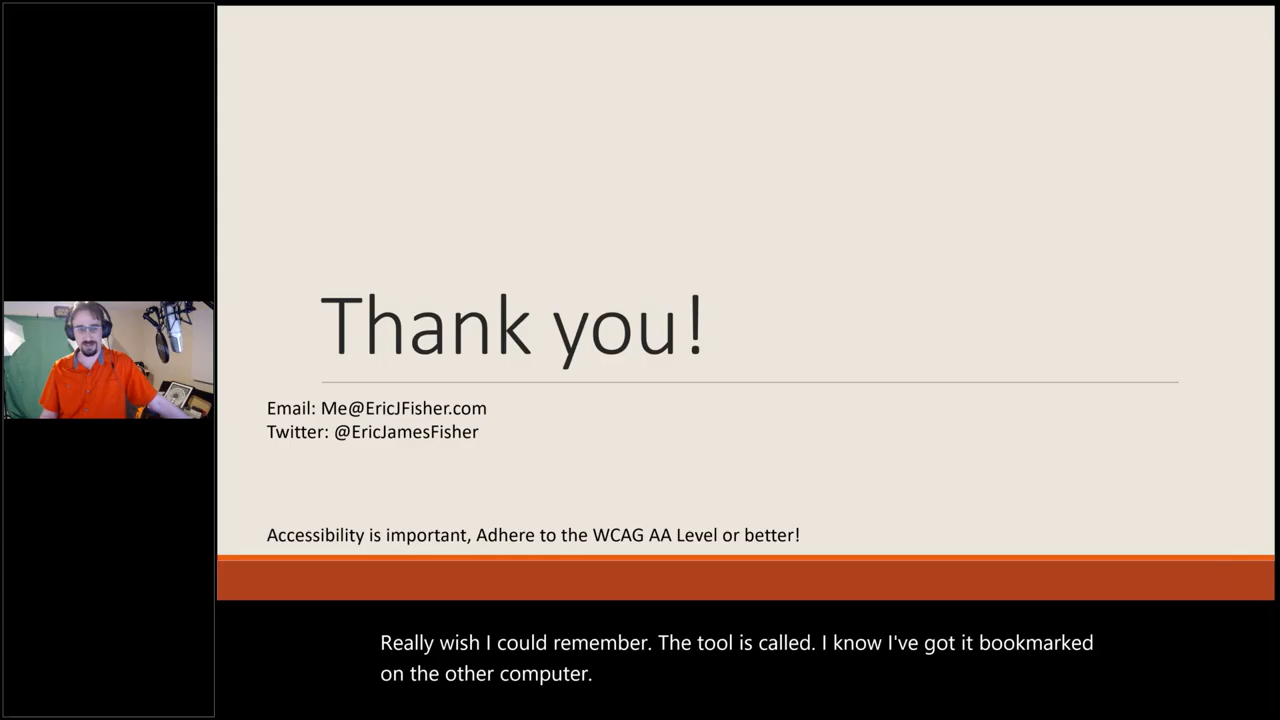 Thank you!
Email: Me@EricJFisher.com
Twitter: @EricJamesFisher
Accessibility is important, Adhere to the WCAG AA Level or better!
Really wish I could remember. The tool is called. I know I've got it bookmarked
on the other computer.